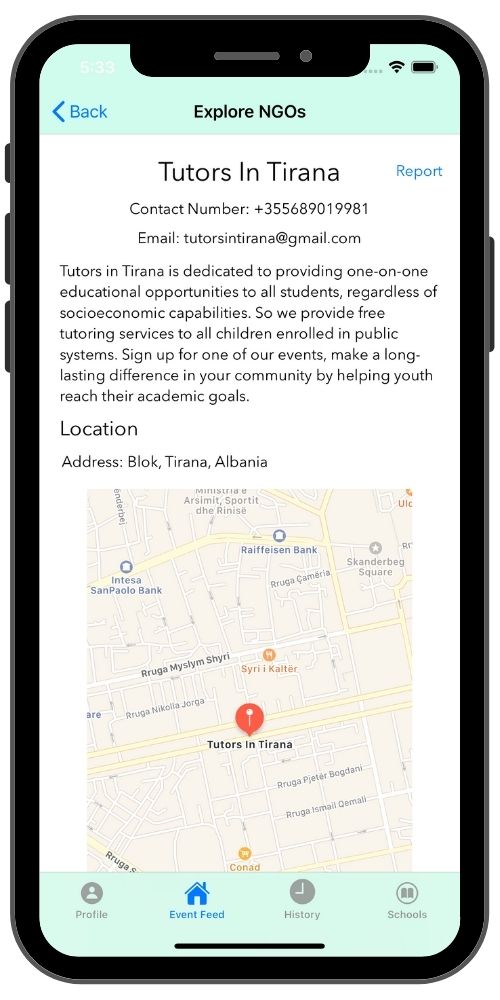 5:33
Back
Explore NGOs
Tutors In Tirana
Report
Contact Number: +355689019981
Email: tutorsintirana@gmail.com
Tutors in Tirana is dedicated to providing one-on-one
educational opportunities to all students, regardless of
socioeconomic capabilities. So we provide free
tutoring services to all children enrolled in public
systems. Sign up for one of our events, make a long-
lasting difference in your community by helping youth
reach their academic goals.
Location
Address: Blok, Tirana, Albania
Ministria e
Arsimit, Sportit
dhe Rinisë
Raiffeisen Bank
Skanderbeg
Square
Intesa
SanPaolo Bank
Rruga Çamëria
Rruga Myslym Shyri
Syri i Kaltër
Rruga Nikolla Jorga
Tutors In Tirana
Rruga Pjetër Bogdani
Rruga Ismail Qemali
Conad
Rruga S
Profile
Event Feed
History
Schools